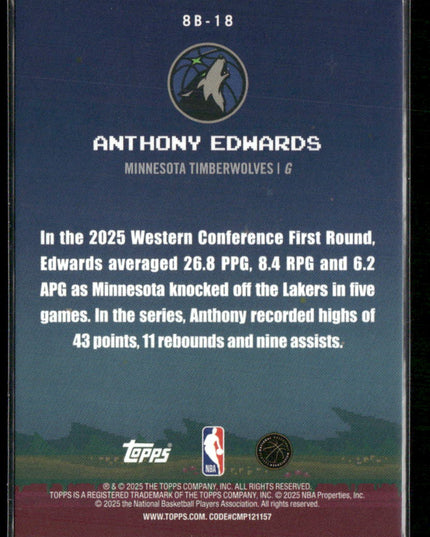 8B-18
ANTHONY EDWARDS
MINNESOTA TIMBERWOLVES | G
In the 2025 Western Conference First Round,
Edwards averaged 26.8 PPG, 8.4 RPG and 6.2
APG as Minnesota knocked off the Lakers in five
games. In the series, Anthony recorded highs of
43 points, 11 rebounds and nine assists.
Topps NBA
® & © 2025 THE TOPPS COMPANY, INC. ALL RIGHTS RESERVED.
TOPPS IS A REGISTERED TRADEMARK OF THE TOPPS COMPANY, INC. © 2025 NBA Properties, Inc.
© 2025 the National Basketball Players Association. All rights reserved.
WWW.TOPPS.COM. CODE#CMP121157